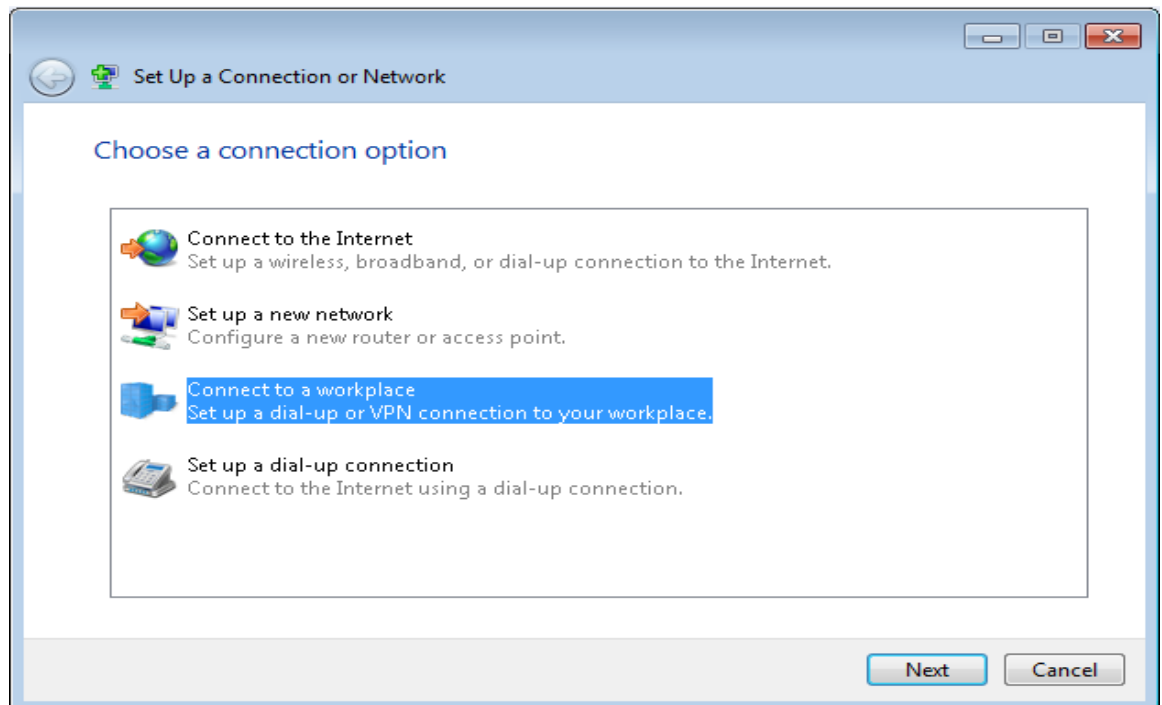 Set Up a Connection or Network
Choose a connection option
Connect to the Internet
Set up a wireless, broadband, or dial-up connection to the Internet.
Set up a new network
Configure a new router or access point.
Connect to a workplace
Set up a dial-up or VPN connection to your workplace.
Set up a dial-up connection
Connect to the Internet using a dial-up connection.
Next Cancel